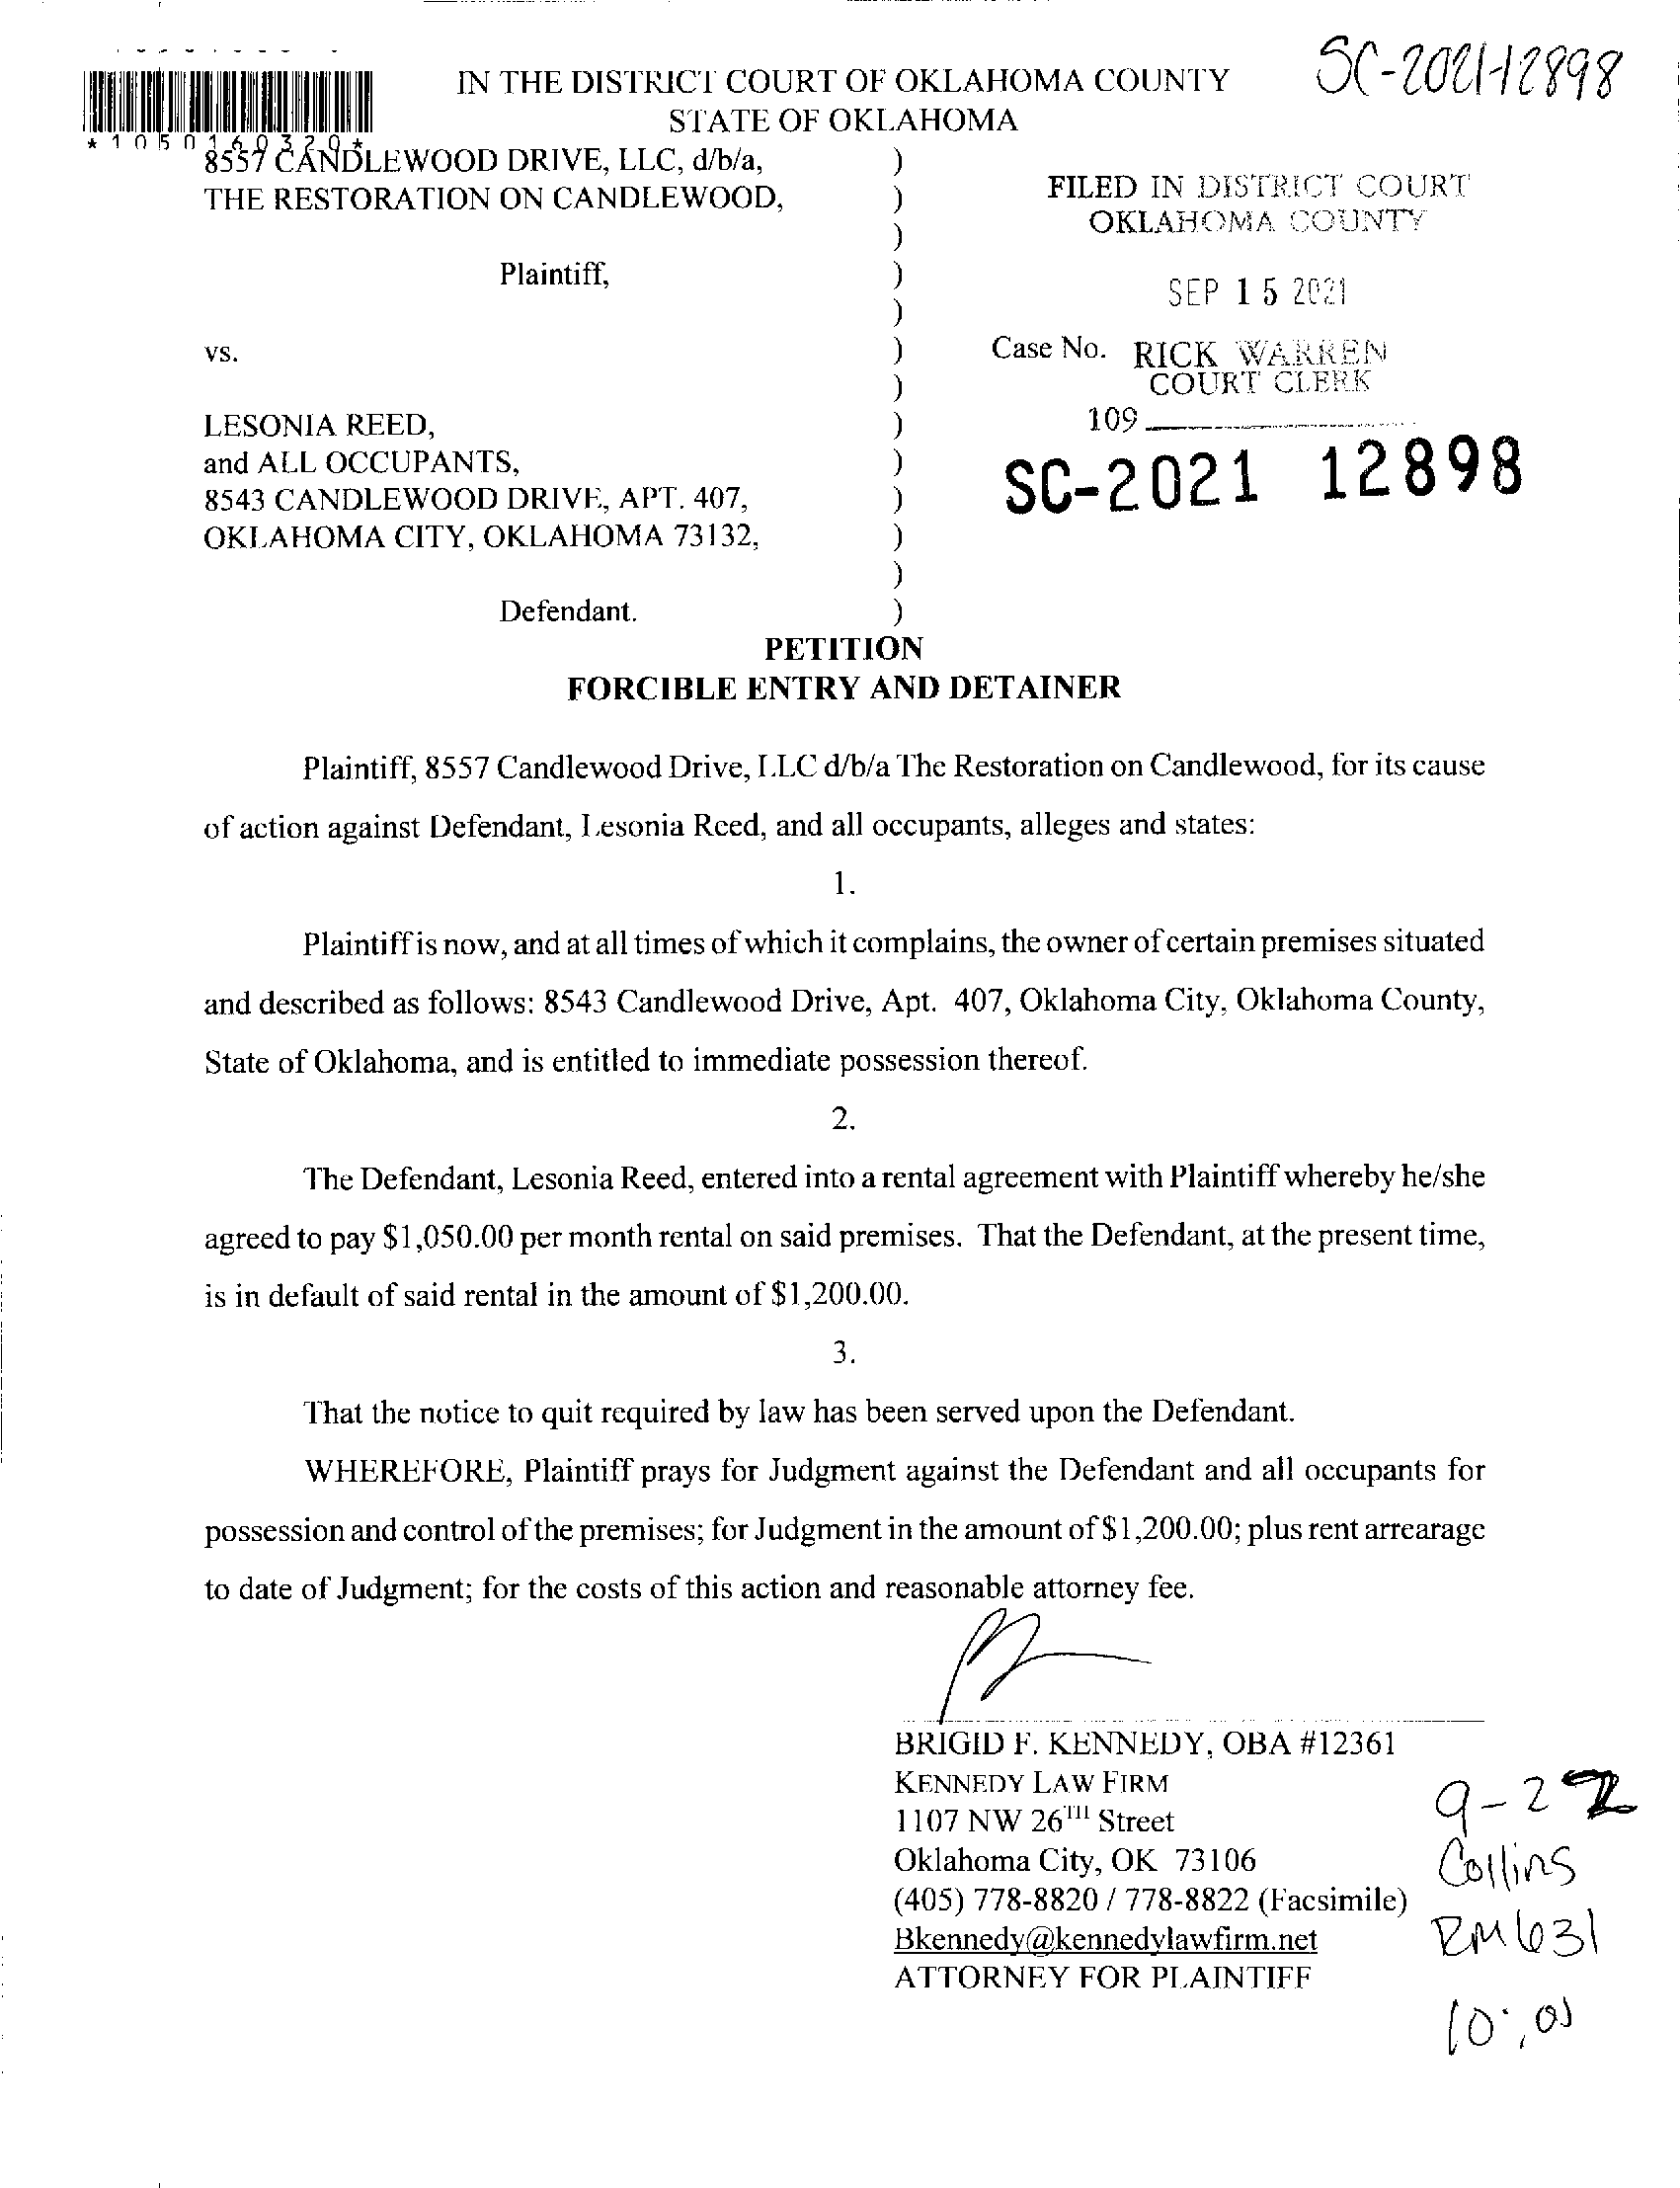 SC-2021-12898
IN THE DISTRICT COURT OF OKLAHOMA COUNTY
STATE OF OKLAHOMA
*1050160320*
8557 CANDLEWOOD DRIVE, LLC, d/b/a, )
THE RESTORATION ON CANDLEWOOD, )
)
Plaintiff, )
)
vs. )
)
LESONIA REED, )
and ALL OCCUPANTS, )
8543 CANDLEWOOD DRIVE, APT. 407, )
OKLAHOMA CITY, OKLAHOMA 73132, )
)
Defendant. )
FILED IN DISTRICT COURT
OKLAHOMA COUNTY
SEP 15 2021
Case No. RICK WARREN
COURT CLERK
109
SC-2021 12898
PETITION
FORCIBLE ENTRY AND DETAINER
Plaintiff, 8557 Candlewood Drive, LLC d/b/a The Restoration on Candlewood, for its cause
of action against Defendant, Lesonia Reed, and all occupants, alleges and states:
1.
Plaintiff is now, and at all times of which it complains, the owner of certain premises situated
and described as follows: 8543 Candlewood Drive, Apt. 407, Oklahoma City, Oklahoma County,
State of Oklahoma, and is entitled to immediate possession thereof.
2.
The Defendant, Lesonia Reed, entered into a rental agreement with Plaintiff whereby he/she
agreed to pay $1,050.00 per month rental on said premises. That the Defendant, at the present time,
is in default of said rental in the amount of $1,200.00.
3.
That the notice to quit required by law has been served upon the Defendant.
WHEREFORE, Plaintiff prays for Judgment against the Defendant and all occupants for
possession and control of the premises; for Judgment in the amount of $1,200.00; plus rent arrearage
to date of Judgment; for the costs of this action and reasonable attorney fee.
BRIGID F. KENNEDY, OBA #12361
KENNEDY LAW FIRM
1107 NW 26TH Street
Oklahoma City, OK 73106
(405) 778-8820 / 778-8822 (Facsimile)
Bkennedy@kennedylawfirm.net
ATTORNEY FOR PLAINTIFF
9-22
Collins
RM 631
10:00